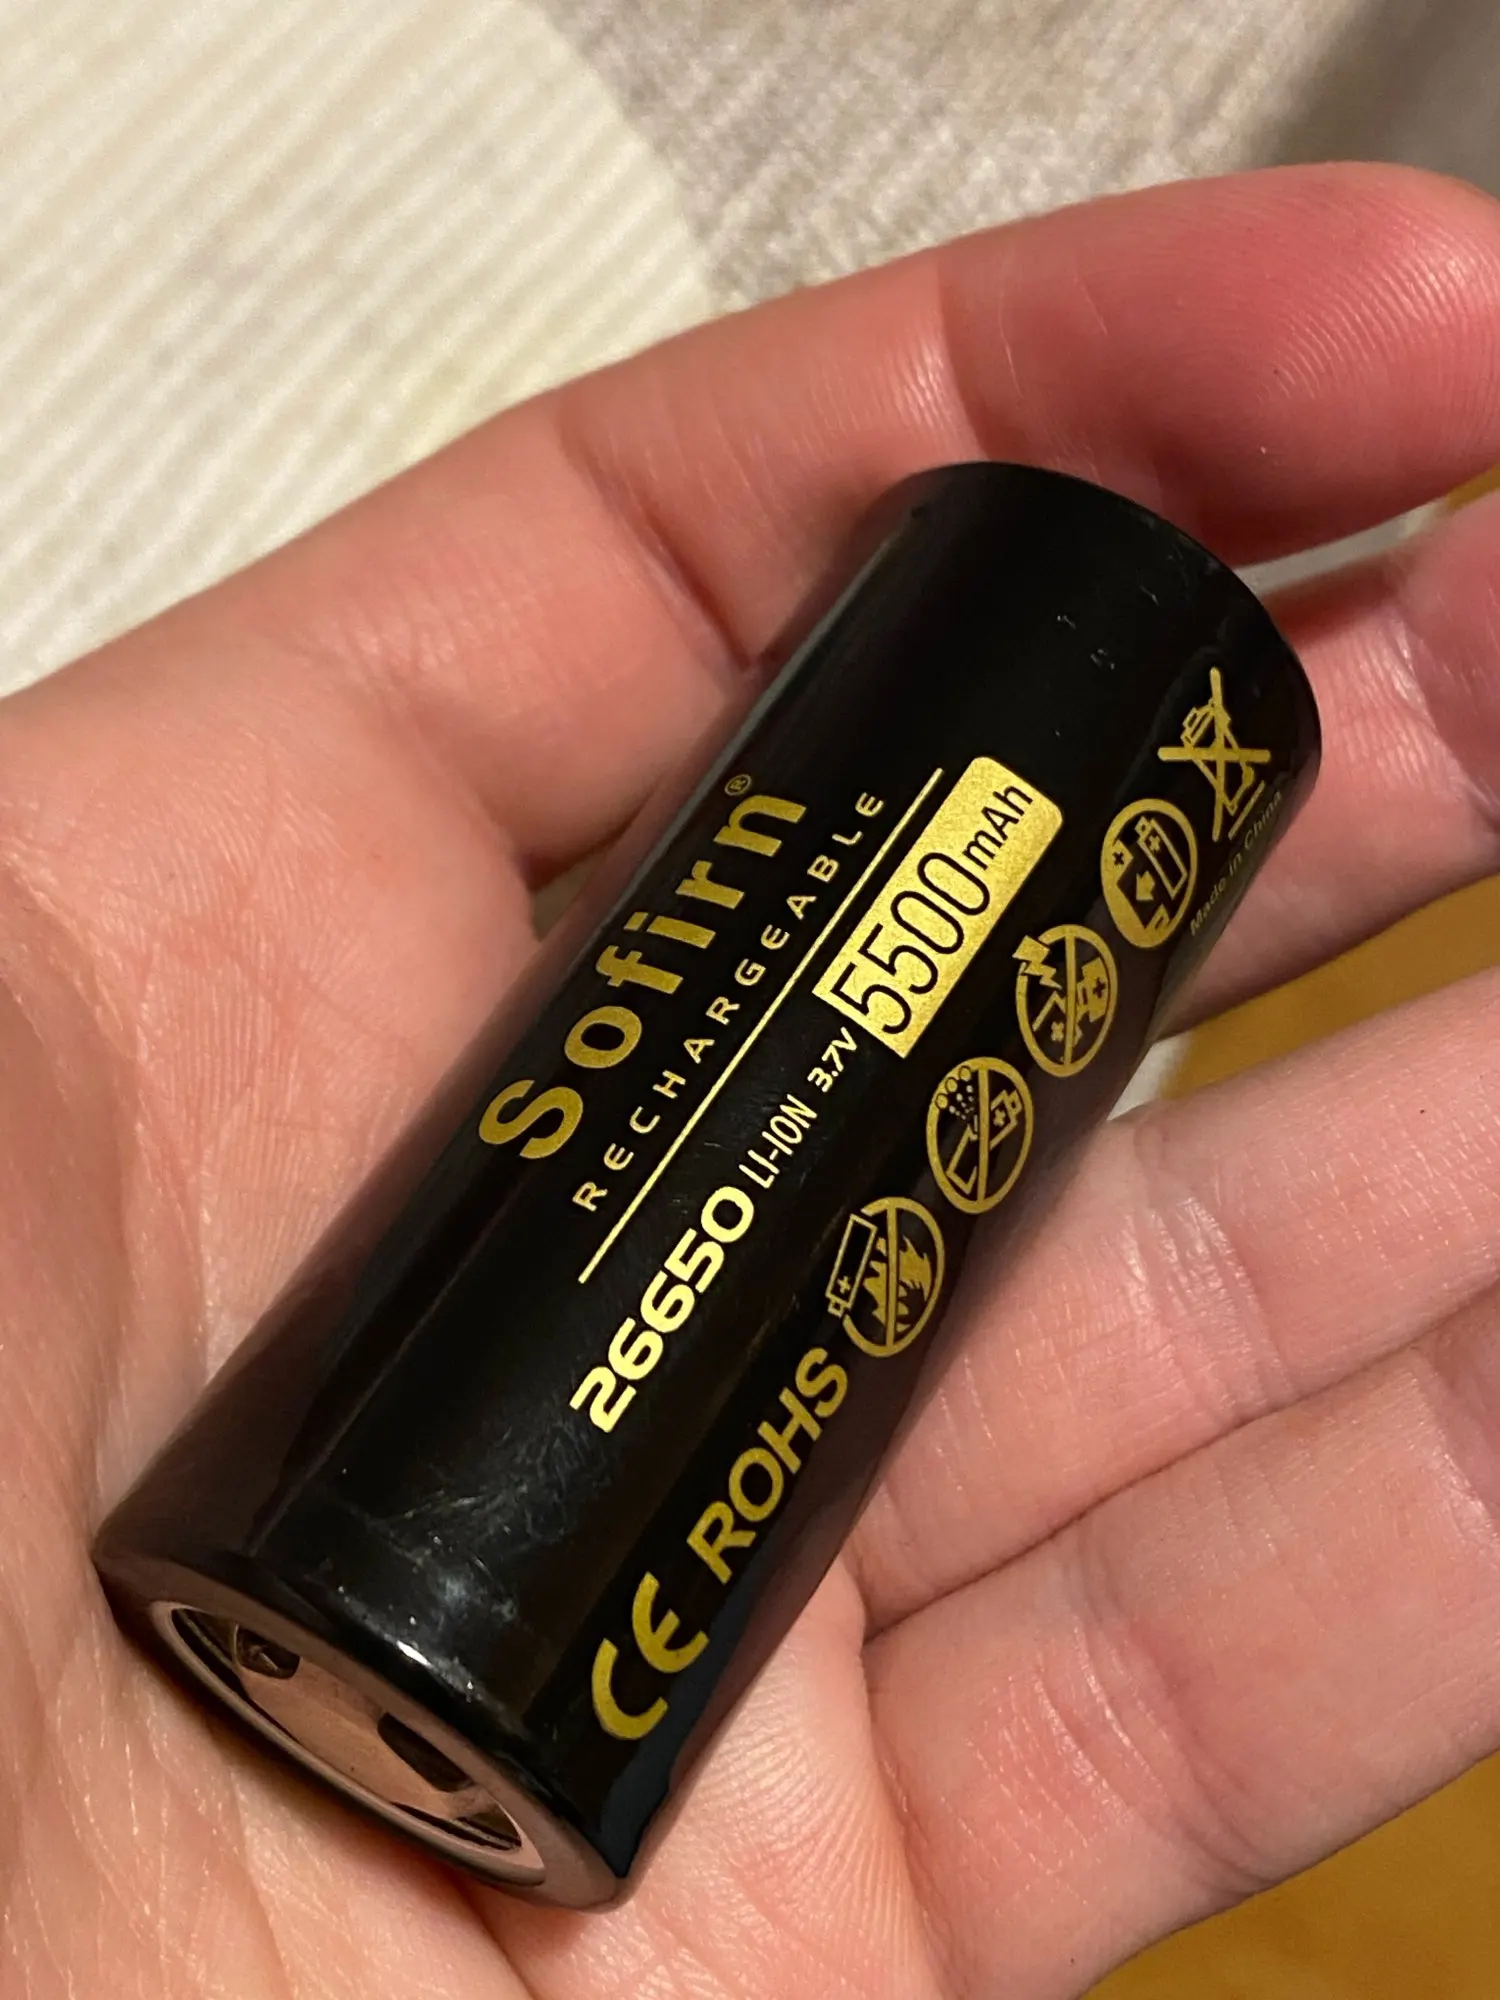 Sofirn®
RECHARGEABLE
26650 LI-ION 3.7V 5500mAh
CE ROHS
Made in China